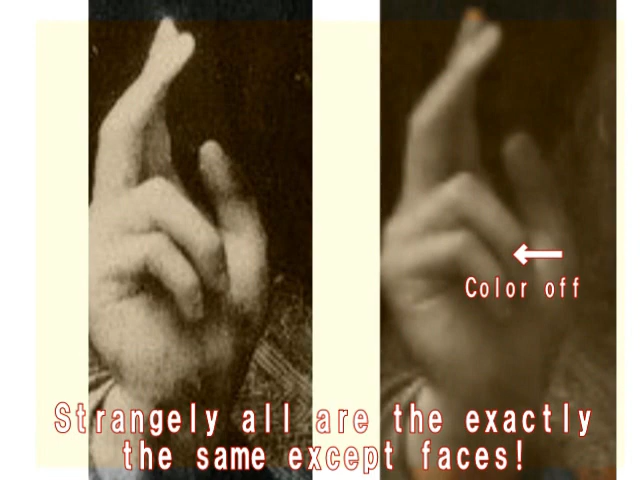 Color off
Strangely all are the exactly
the same except faces!